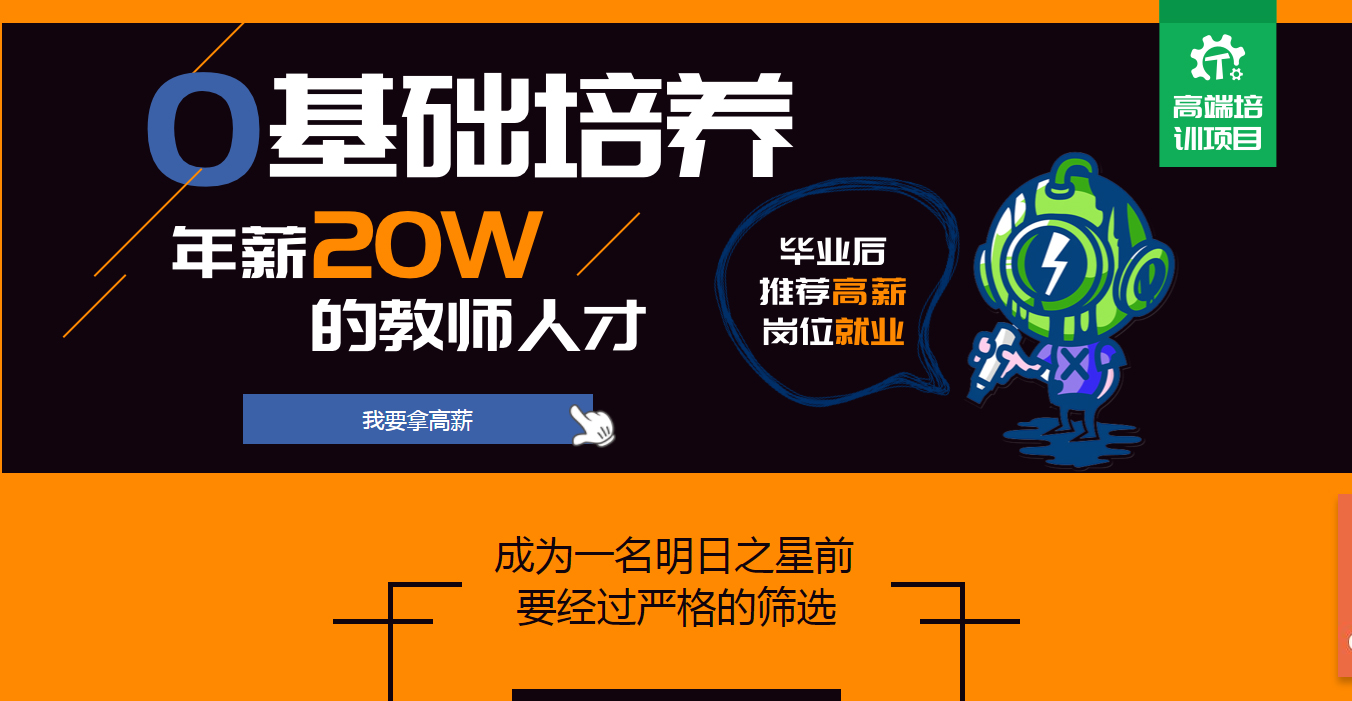 高端培
训项目
0基础培养
年薪20W
的教师人才
毕业后
推荐高薪
岗位就业
我要拿高薪
成为一名明日之星前
要经过严格的筛选